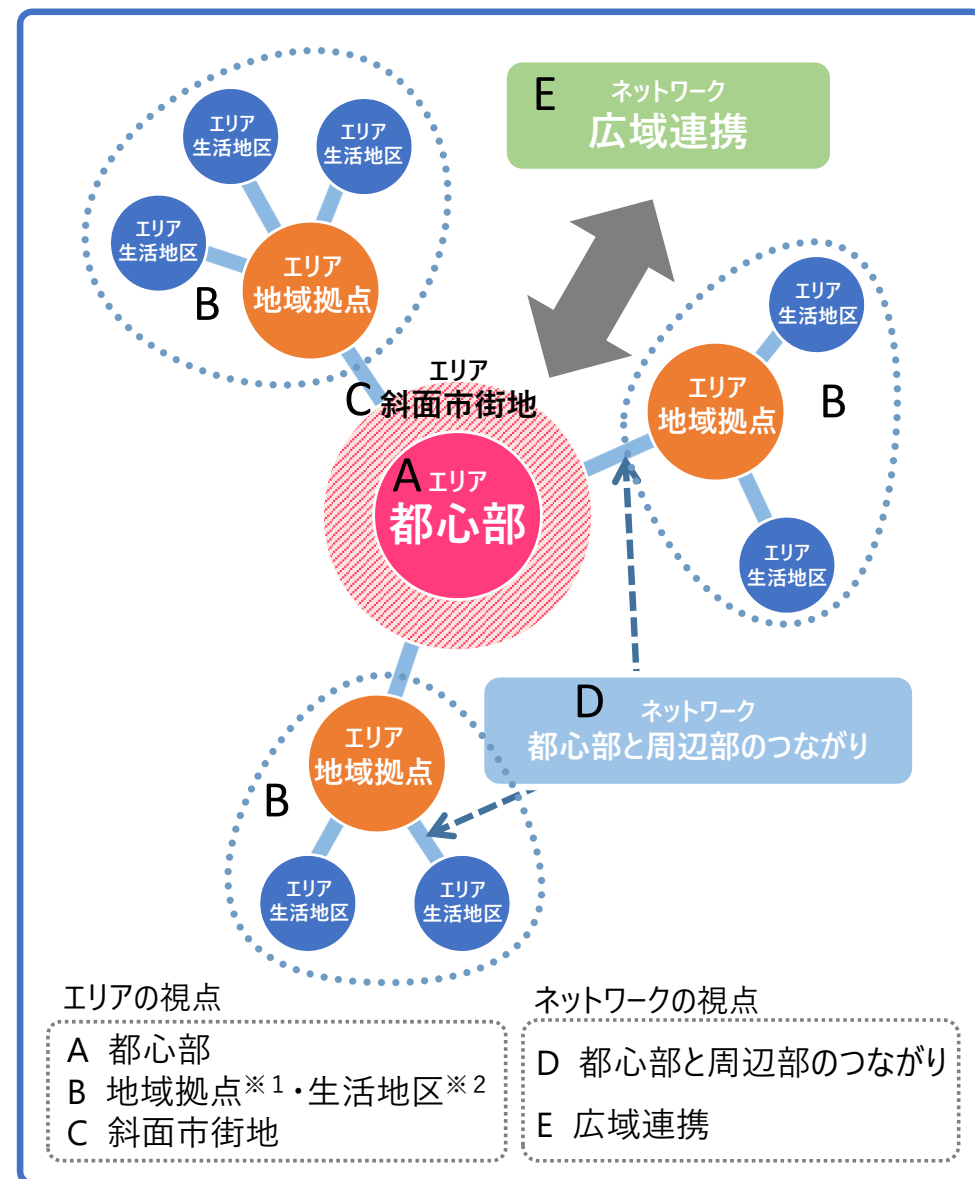 E
ネットワーク
広域連携
エリア
生活地区
エリア
生活地区
エリア
生活地区
エリア
地域拠点
B
エリア
生活地区
エリア
地域拠点
B
エリア
生活地区
C
エリア
斜面市街地
A
エリア
都心部
D
ネットワーク
都心部と周辺部のつながり
エリア
地域拠点
B
エリア
生活地区
エリア
生活地区
エリアの視点
A 都心部
B 地域拠点※1・生活地区※2
C 斜面市街地
ネットワークの視点
D 都心部と周辺部のつながり
E 広域連携